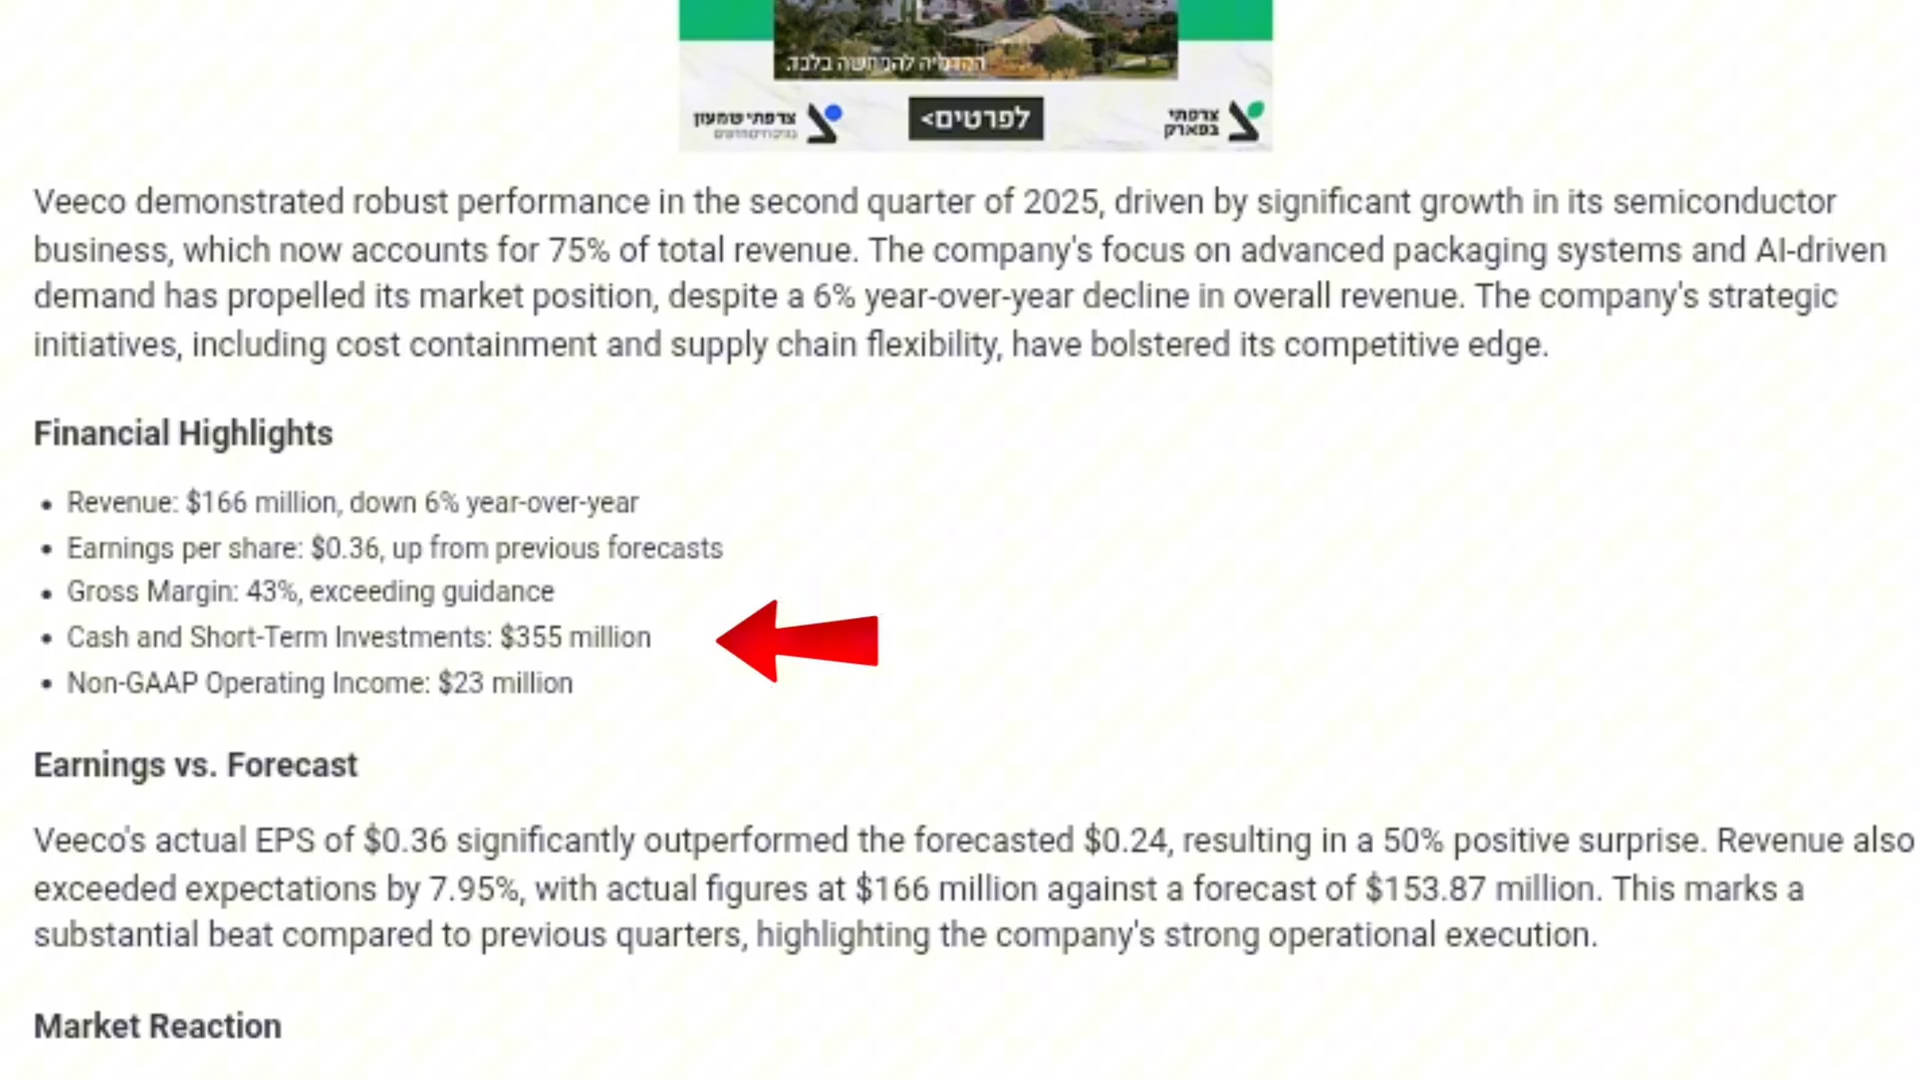 הדמיה להמחשה בלבד.
צרפתי שמעון
לפרטים>
צרפתי
בפארק
Veeco demonstrated robust performance in the second quarter of 2025, driven by significant growth in its semiconductor
business, which now accounts for 75% of total revenue. The company's focus on advanced packaging systems and AI-driven
demand has propelled its market position, despite a 6% year-over-year decline in overall revenue. The company's strategic
initiatives, including cost containment and supply chain flexibility, have bolstered its competitive edge.
Financial Highlights
• Revenue: $166 million, down 6% year-over-year
• Earnings per share: $0.36, up from previous forecasts
• Gross Margin: 43%, exceeding guidance
• Cash and Short-Term Investments: $355 million
• Non-GAAP Operating Income: $23 million
Earnings vs. Forecast
Veeco's actual EPS of $0.36 significantly outperformed the forecasted $0.24, resulting in a 50% positive surprise. Revenue also
exceeded expectations by 7.95%, with actual figures at $166 million against a forecast of $153.87 million. This marks a
substantial beat compared to previous quarters, highlighting the company's strong operational execution.
Market Reaction